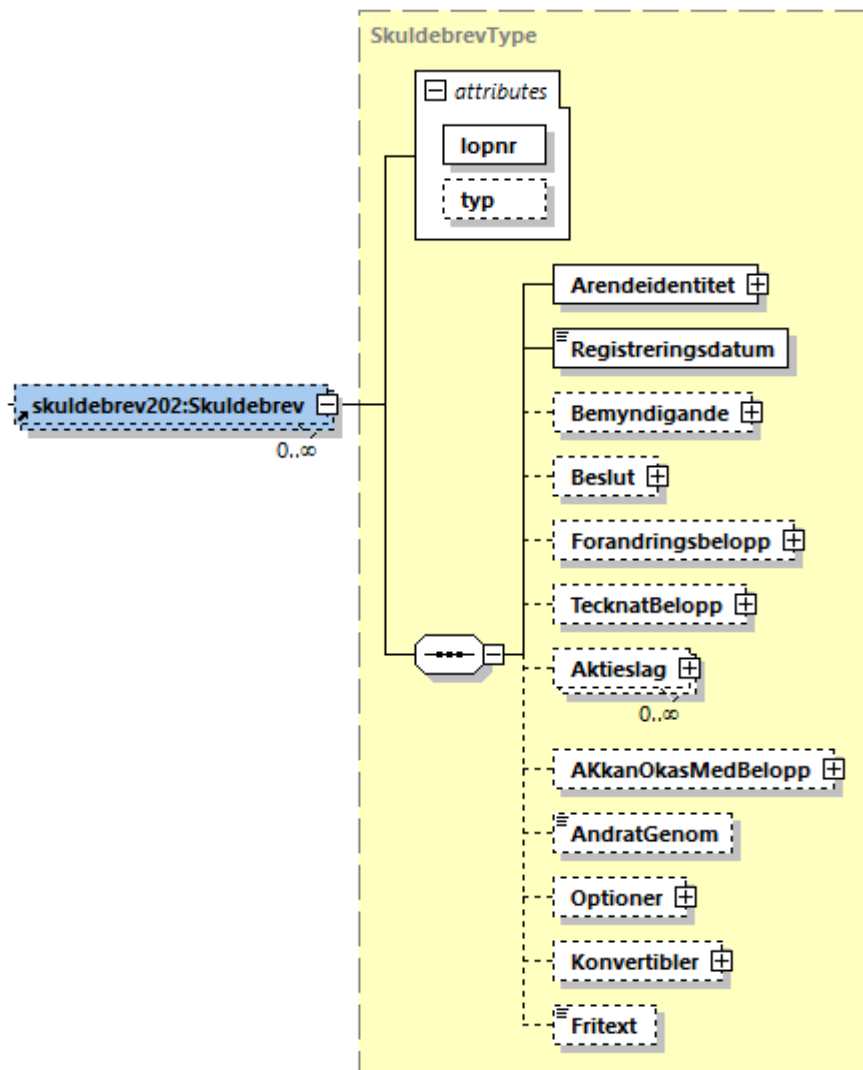 SkuldebrevType
attributes
lopnr
typ
Arendeidentitet
Registreringsdatum
skuldebrev202:Skuldebrev
0..∞
Bemyndigande
Beslut
Forandringsbelopp
TecknatBelopp
Aktieslag
0..∞
AKkanOkasMedBelopp
AndratGenom
Optioner
Konvertibler
Fritext